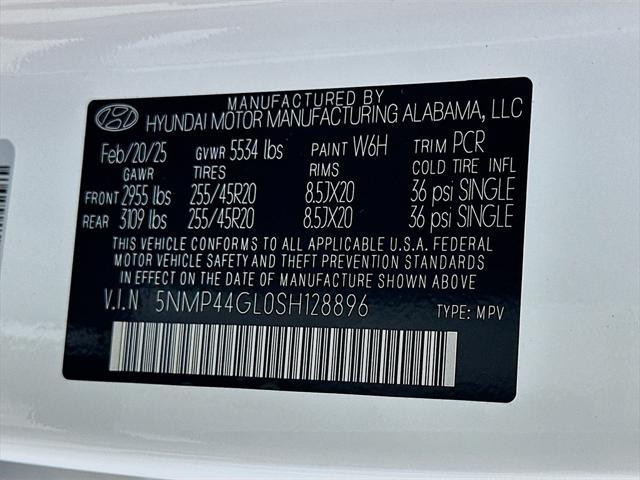 MANUFACTURED BY
HYUNDAI MOTOR MANUFACTURING ALABAMA, LLC
Feb/20/25 GVWR 5534 lbs PAINT W6H TRIM PCR
GAWR TIRES RIMS COLD TIRE INFL
FRONT 2955 lbs 255/45R20 8.5JX20 36 psi SINGLE
REAR 3109 lbs 255/45R20 8.5JX20 36 psi SINGLE
THIS VEHICLE CONFORMS TO ALL APPLICABLE U.S.A. FEDERAL
MOTOR VEHICLE SAFETY AND THEFT PREVENTION STANDARDS
IN EFFECT ON THE DATE OF MANUFACTURE SHOWN ABOVE
V.I.N 5NMP44GL0SH128896 TYPE: MPV